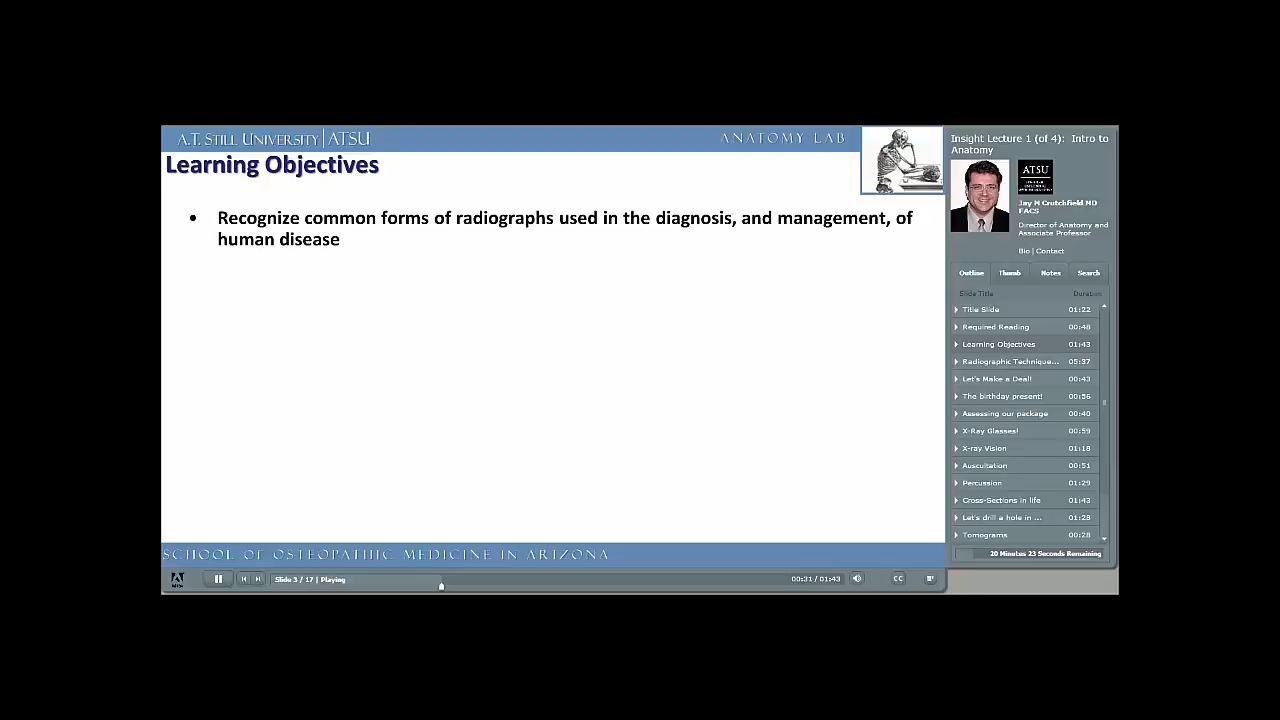 A.T. STILL UNIVERSITY | ATSU
ANATOMY LAB
Learning Objectives
• Recognize common forms of radiographs used in the diagnosis, and management, of
human disease
SCHOOL OF OSTEOPATHIC MEDICINE IN ARIZONA
Slide 3 / 17 | Playing
00:31 / 01:43
CC
Insight Lecture 1 (of 4): Intro to
Anatomy
ATSU
Jay M Crutchfield MD
FACS
Director of Anatomy and
Associate Professor
Bio | Contact
Outline Thumb Notes Search
Slide Title Duration
Title Slide 01:22
Required Reading 00:48
Learning Objectives 01:43
Radiographic Technique... 05:37
Let's Make a Deal! 00:43
The birthday present! 00:56
Assessing our package 00:40
X-Ray Glasses! 00:59
X-ray Vision 01:18
Auscultation 00:51
Percussion 01:29
Cross-Sections in life 01:43
Let's drill a hole in ... 01:28
Tomograms 00:28
20 Minutes 23 Seconds Remaining